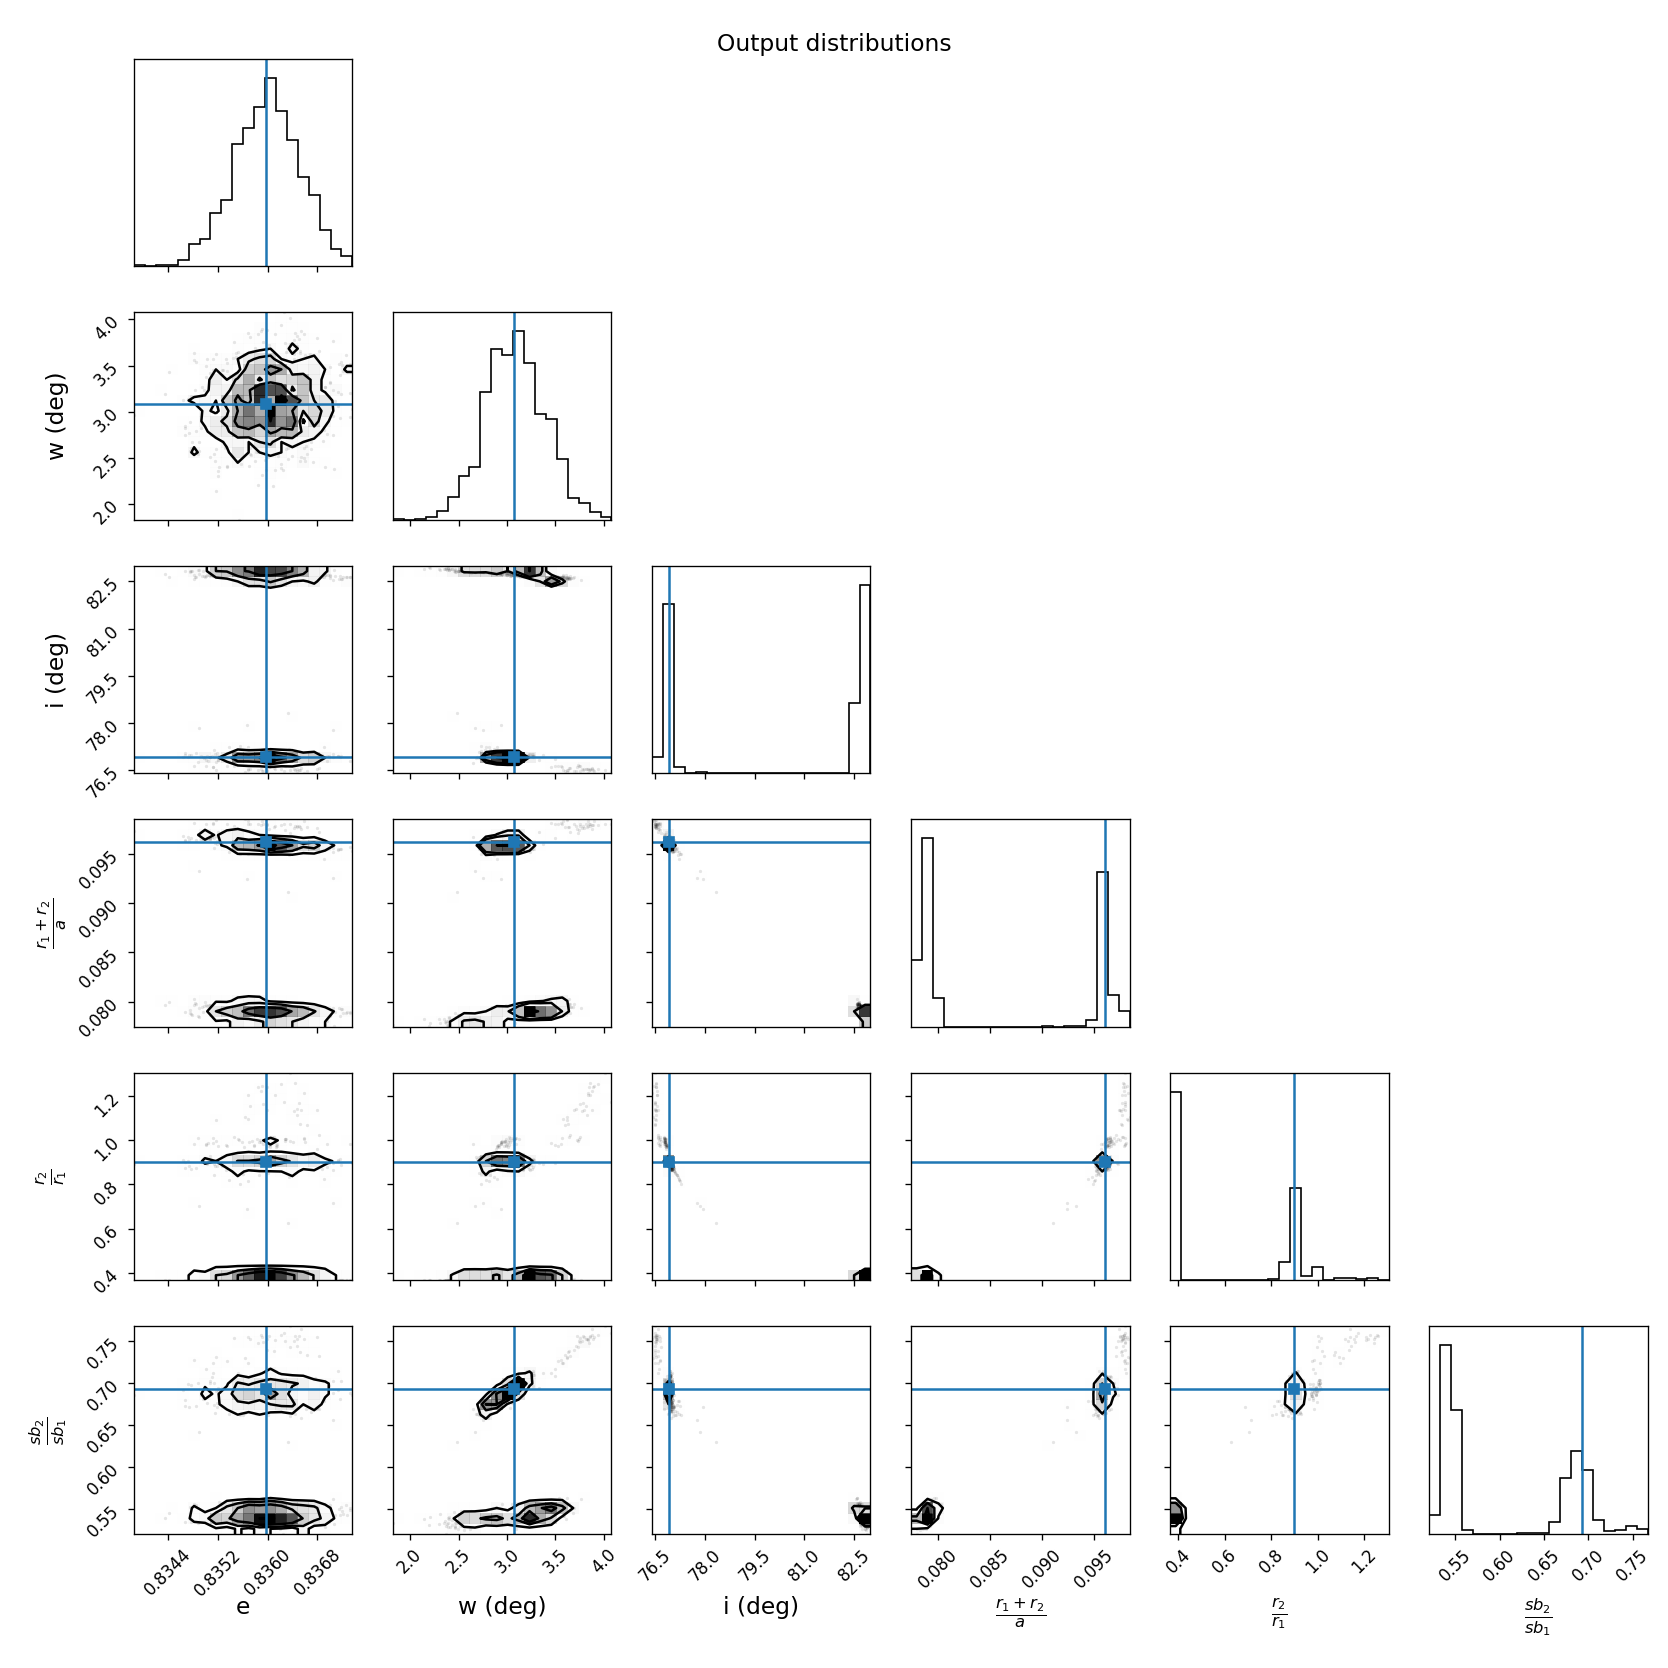 Output distributions
w (deg)
4.0
3.5
3.0
2.5
2.0
i (deg)
82.5
81.0
79.5
78.0
76.5
r₁ + r₂
a
0.095
0.090
0.085
0.080
r₂
r₁
1.2
1.0
0.8
0.6
0.4
sb₂
sb₁
0.75
0.70
0.65
0.60
0.55
0.8344 0.8352 0.8360 0.8368 2.0 2.5 3.0 3.5 4.0 76.5 78.0 79.5 81.0 82.5 0.080 0.085 0.090 0.095 0.4 0.6 0.8 1.0 1.2 0.55 0.60 0.65 0.70 0.75
e w (deg) i (deg)
r₁ + r₂
a
r₂
r₁
sb₂
sb₁